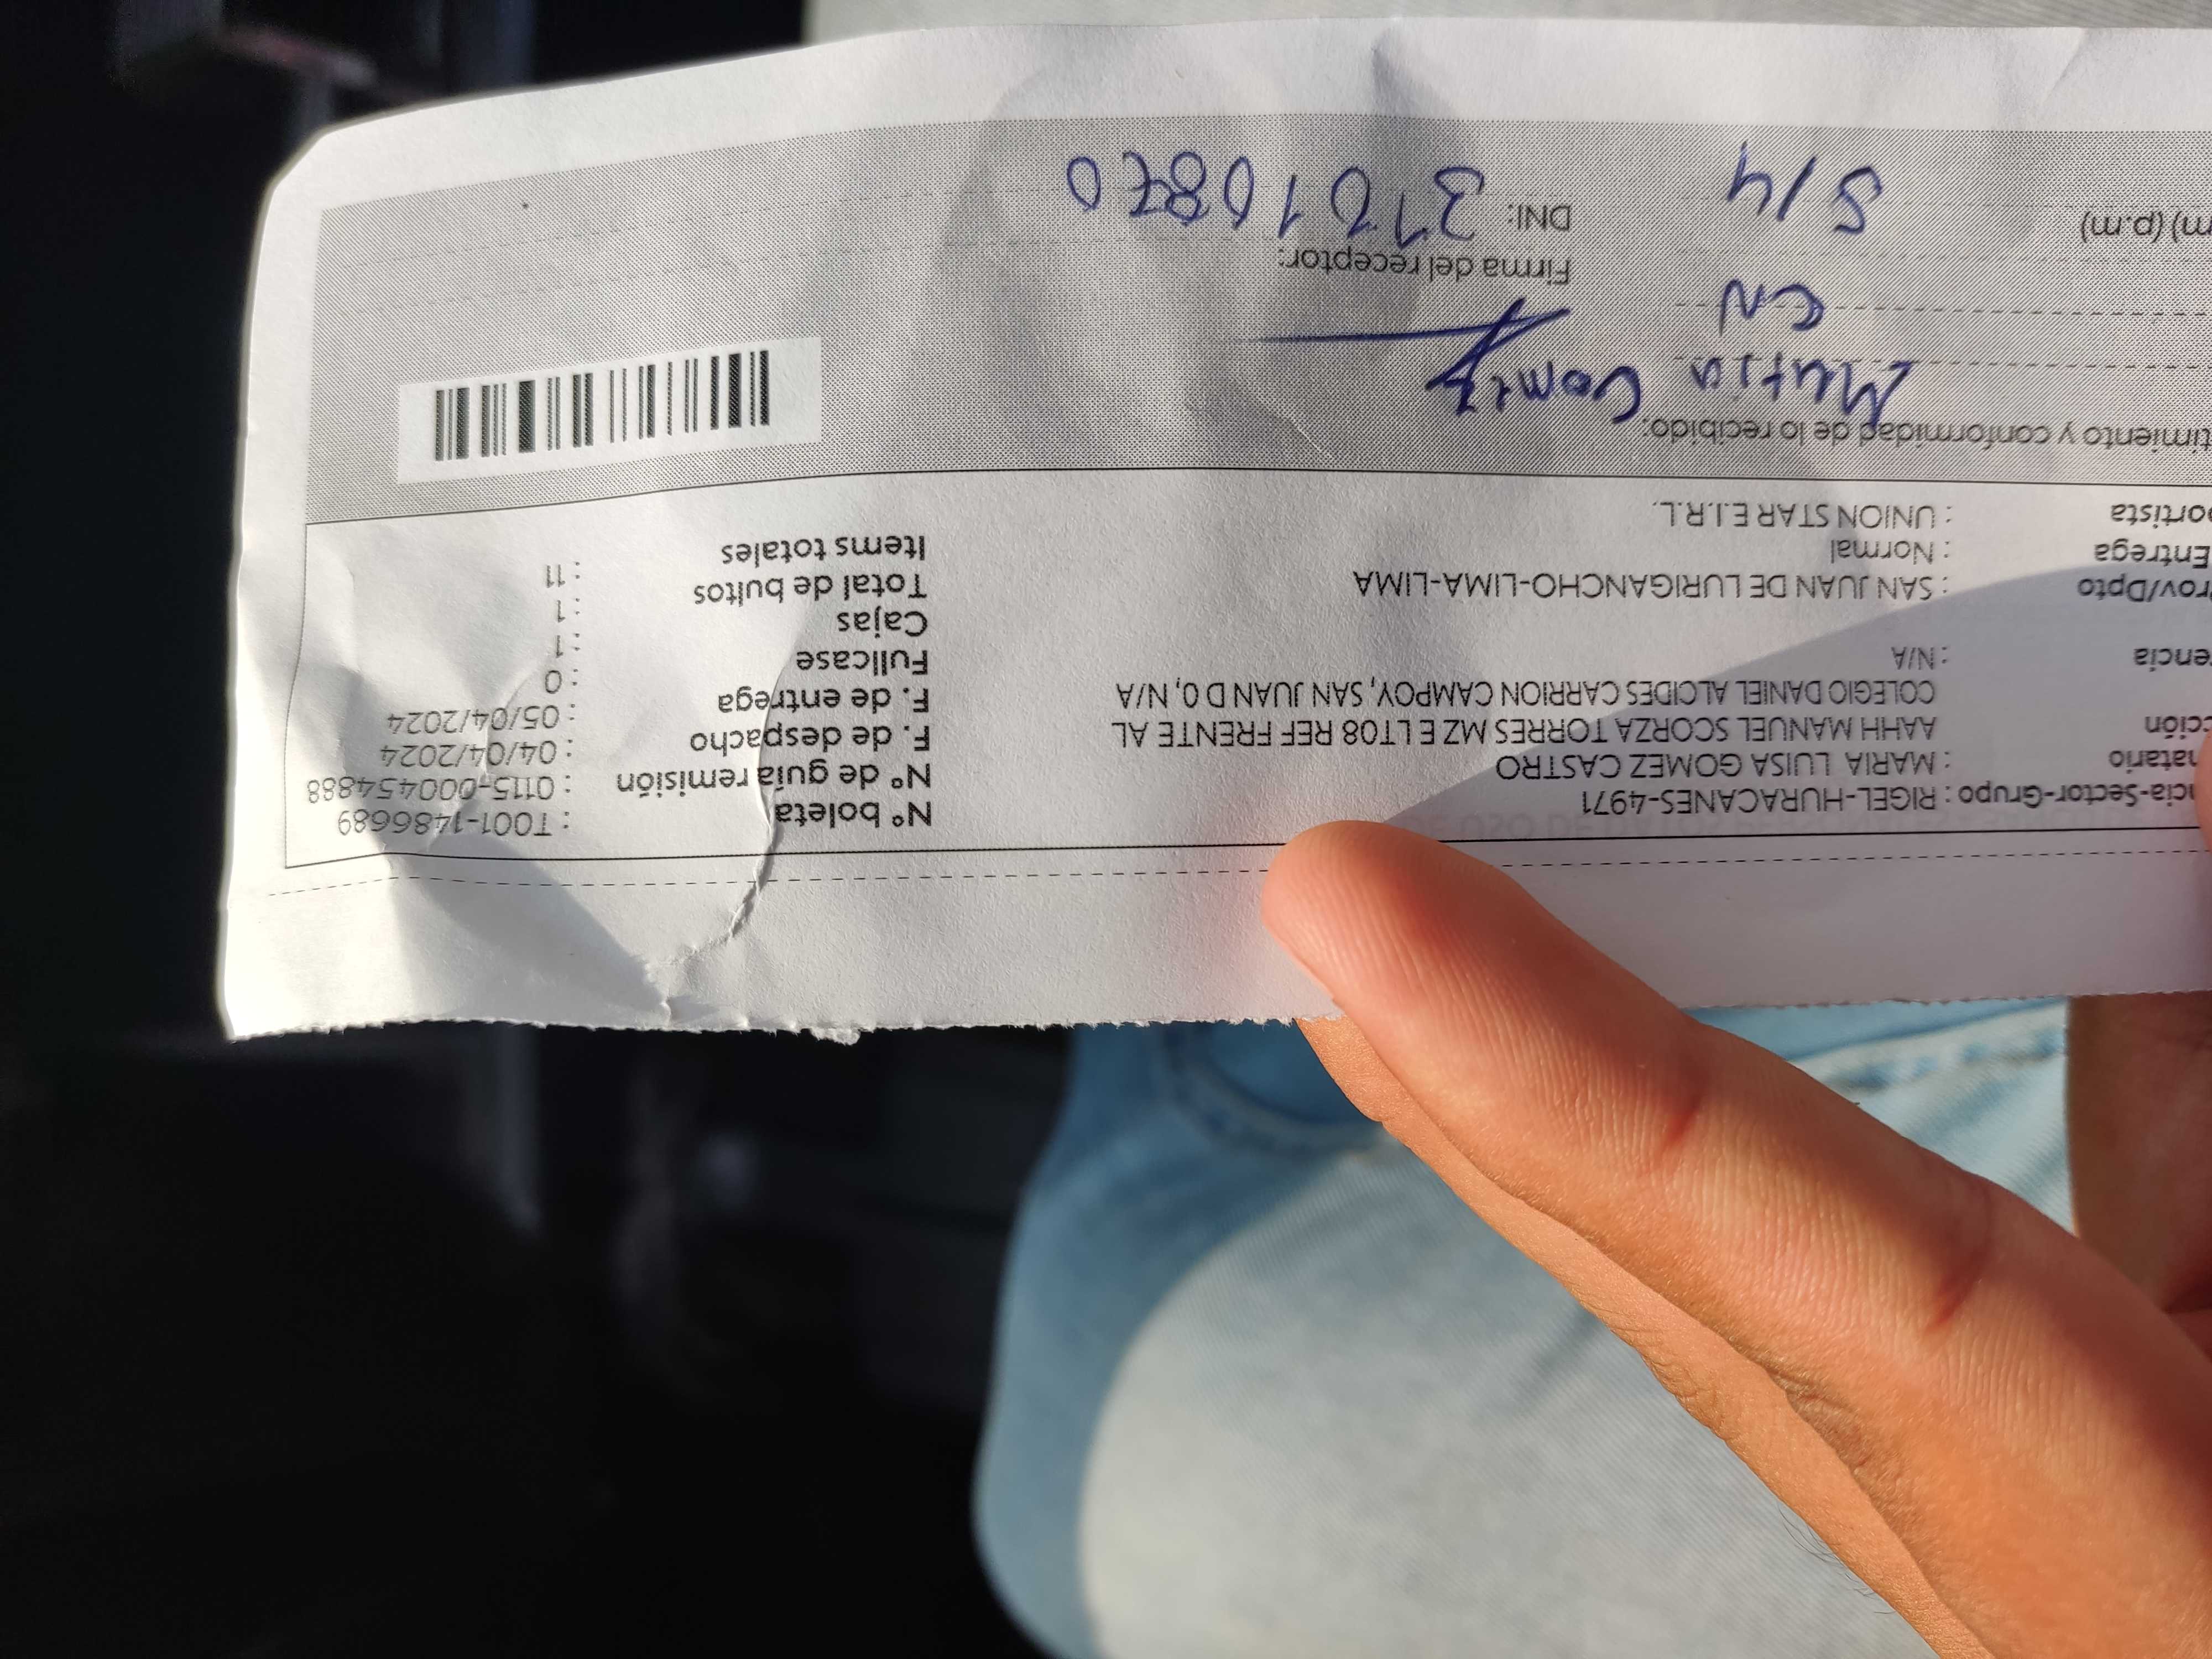 ncia-Sector-Grupo : RIGEL-HURACANES-4971
natario : MARIA LUISA GOMEZ CASTRO
cción AAHH MANUEL SCORZA TORRES MZ E LT08 REF FRENTE AL
COLEGIO DANIEL ALCIDES CARRION CAMPOY, SAN JUAN D 0, N/A
encia : N/A
rov/Dpto : SAN JUAN DE LURIGANCHO-LIMA-LIMA
Entrega : Normal
ortista : UNION STAR E.I.R.L.
N° boleta : T001-1486689
N° de guía remisión : 0115-000454888
F. de despacho : 04/04/2024
F. de entrega : 05/04/2024
Fullcase : 0
Cajas : 1
Total de bultos : 1
Items totales : 11
timiento y conformidad de lo recibido:
Gomez
Firma del receptor:
m) (p.m) 5/4 DNI: